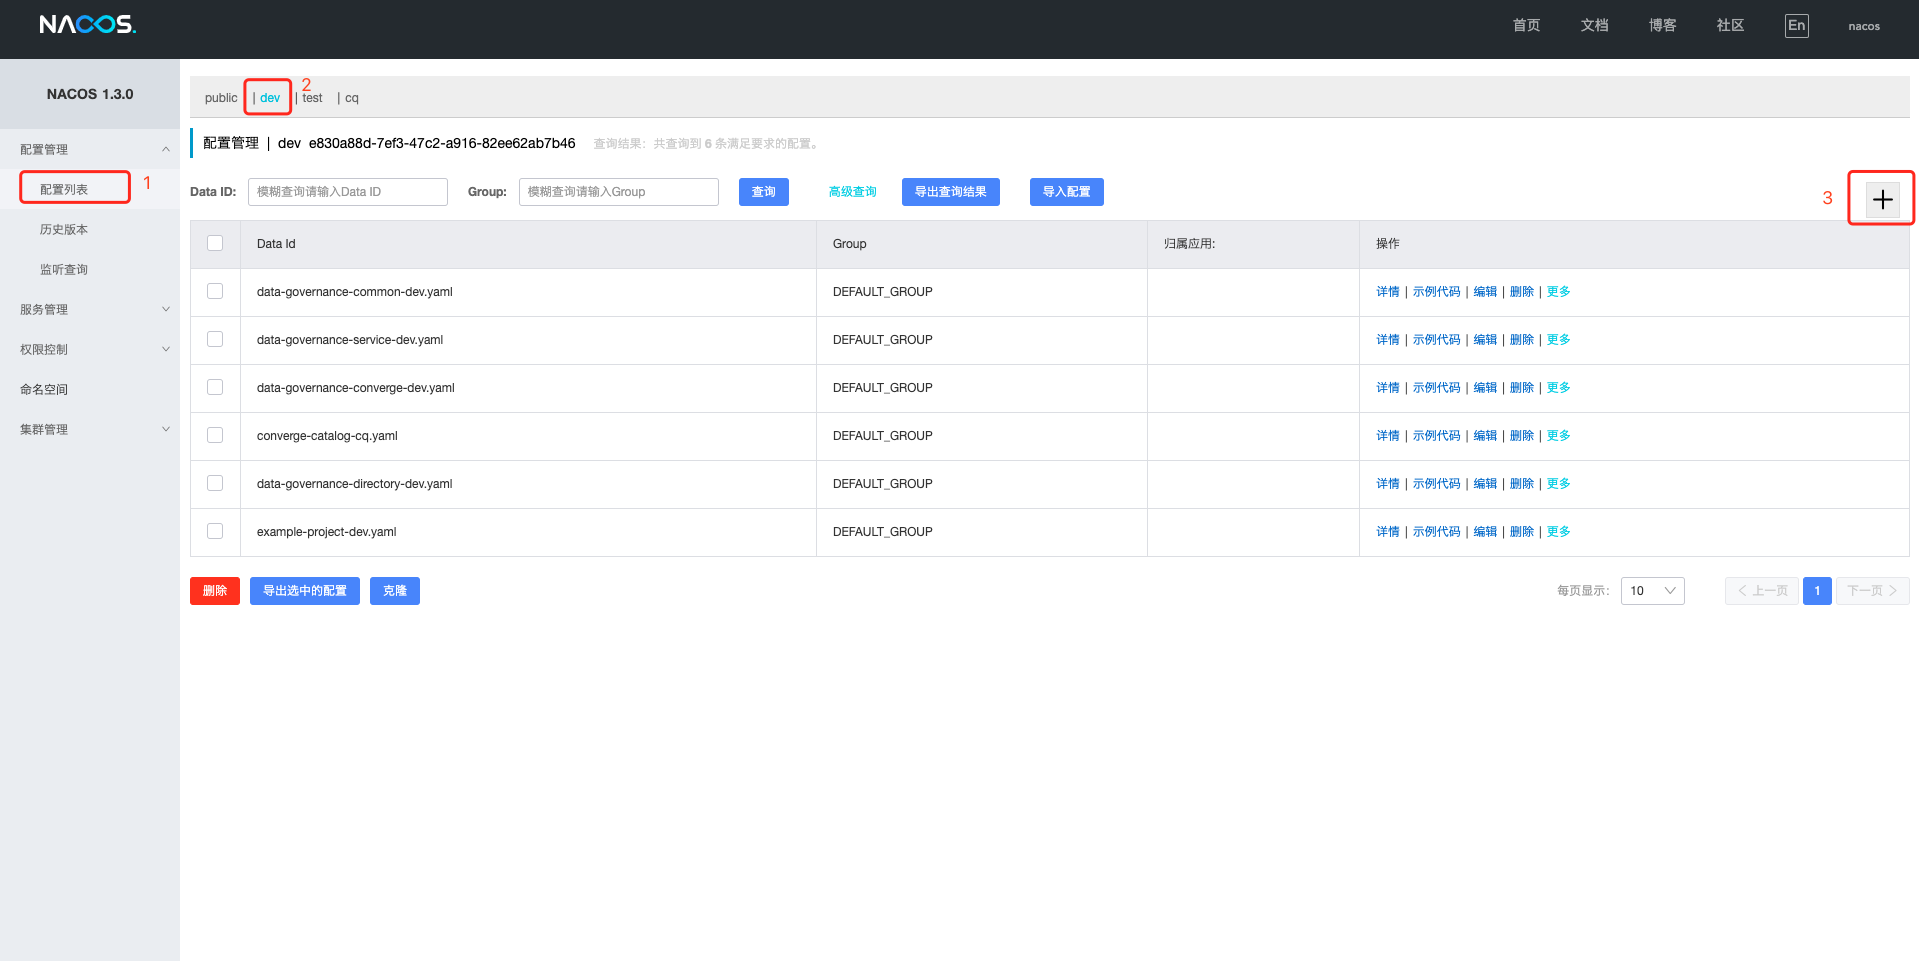 NACOS.
首页 文档 博客 社区 En nacos
NACOS 1.3.0
配置管理
配置列表 1
历史版本
监听查询
服务管理
权限控制
命名空间
集群管理
public | dev 2 | test | cq
配置管理 | dev e830a88d-7ef3-47c2-a916-82ee62ab7b46 查询结果：共查询到 6 条满足要求的配置。
Data ID: 模糊查询请输入Data ID Group: 模糊查询请输入Group 查询 高级查询 导出查询结果 导入配置 3 +
Data Id Group 归属应用: 操作
data-governance-common-dev.yaml DEFAULT_GROUP 详情 | 示例代码 | 编辑 | 删除 | 更多
data-governance-service-dev.yaml DEFAULT_GROUP 详情 | 示例代码 | 编辑 | 删除 | 更多
data-governance-converge-dev.yaml DEFAULT_GROUP 详情 | 示例代码 | 编辑 | 删除 | 更多
converge-catalog-cq.yaml DEFAULT_GROUP 详情 | 示例代码 | 编辑 | 删除 | 更多
data-governance-directory-dev.yaml DEFAULT_GROUP 详情 | 示例代码 | 编辑 | 删除 | 更多
example-project-dev.yaml DEFAULT_GROUP 详情 | 示例代码 | 编辑 | 删除 | 更多
删除 导出选中的配置 克隆 每页显示: 10 上一页 1 下一页